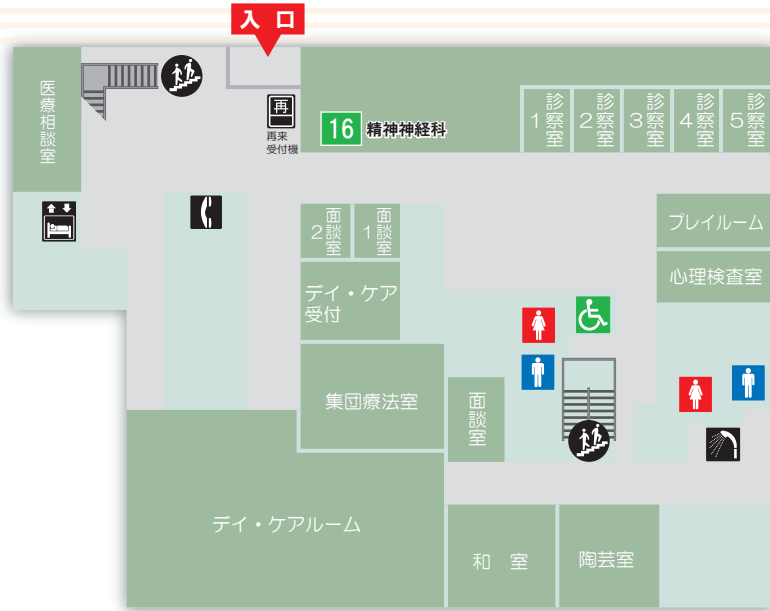 入 口
医療相談室
再
再来
受付機
16 精神神経科
診察室1
診察室2
診察室3
診察室4
診察室5
面談室2
面談室1
プレイルーム
心理検査室
デイ・ケア
受付
集団療法室
面談室
デイ・ケアルーム
和 室
陶芸室